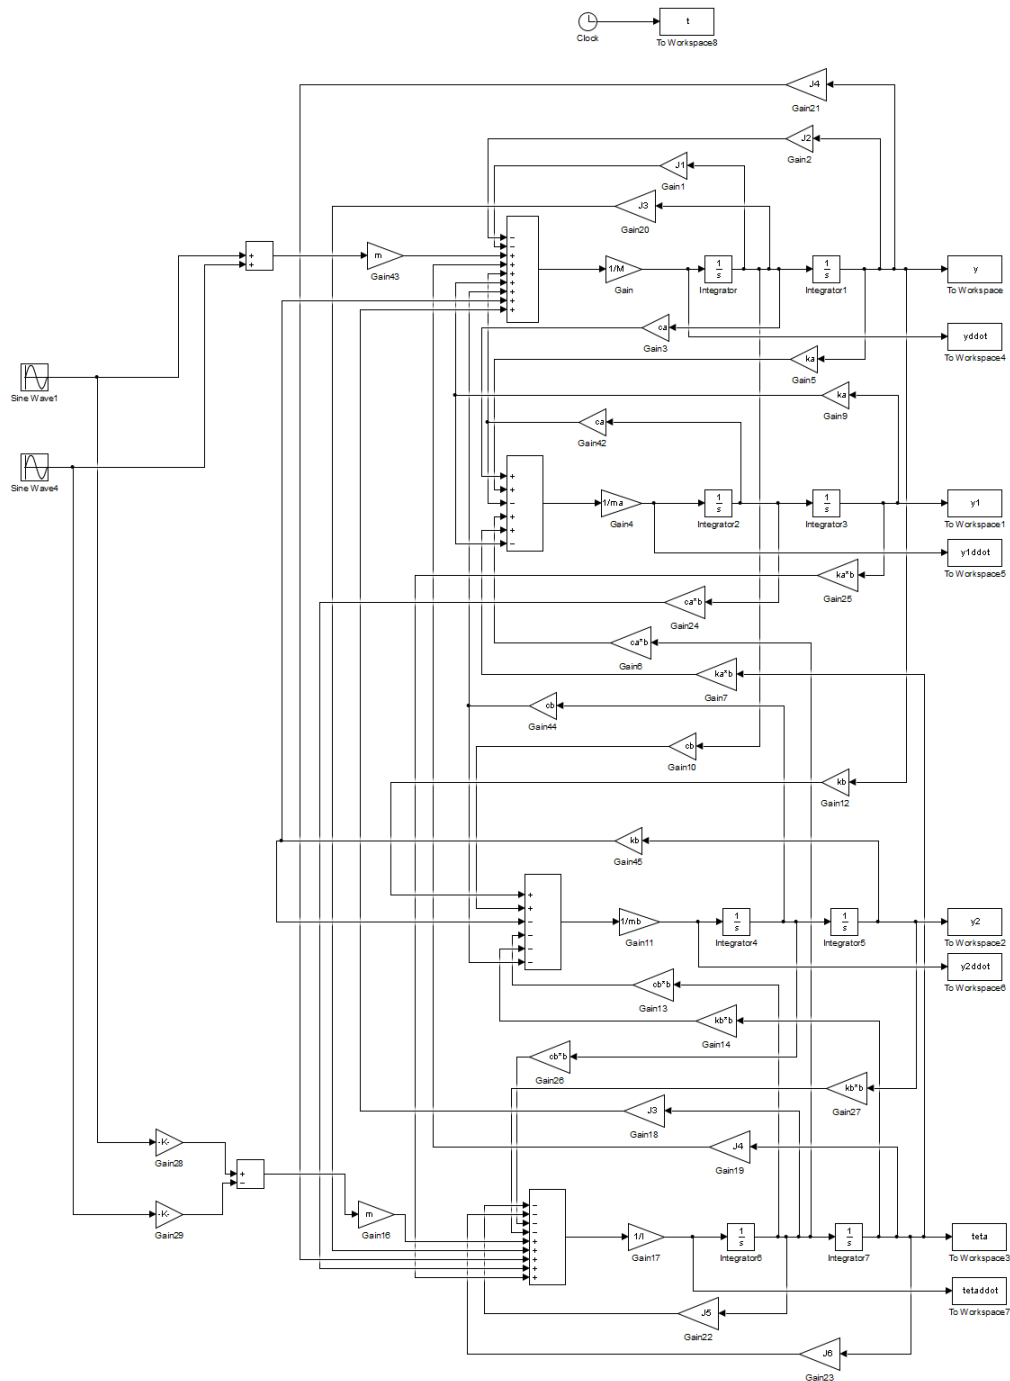 t
Clock
To Workspace8
J4
Gain21
J2
Gain2
J1
Gain1
J3
Gain20
+
+
m
Gain43
−
−
+
+
+
+
+
+
+
1/M
Gain
1
s
Integrator
1
s
Integrator1
y
To Workspace
ca
Gain3
yddot
To Workspace4
ka
Gain5
Sine Wave1
ka
Gain9
ca
Gain42
Sine Wave4
+
+
−
+
+
−
1/ma
Gain4
1
s
Integrator2
1
s
Integrator3
y1
To Workspace1
y1ddot
To Workspace5
ka*b
Gain25
ca*b
Gain24
ca*b
Gain6
ka*b
Gain7
cb
Gain44
cb
Gain10
kb
Gain12
kb
Gain45
+
+
−
−
−
−
1/mb
Gain11
1
s
Integrator4
1
s
Integrator5
y2
To Workspace2
y2ddot
To Workspace6
cb*b
Gain13
kb*b
Gain14
cb*b
Gain26
kb*b
Gain27
J3
Gain18
J4
Gain19
-K-
Gain28
+
−
-K-
Gain29
m
Gain16
−
−
−
−
+
+
+
+
+
1/I
Gain17
1
s
Integrator6
1
s
Integrator7
teta
To Workspace3
tetaddot
To Workspace7
J5
Gain22
J6
Gain23